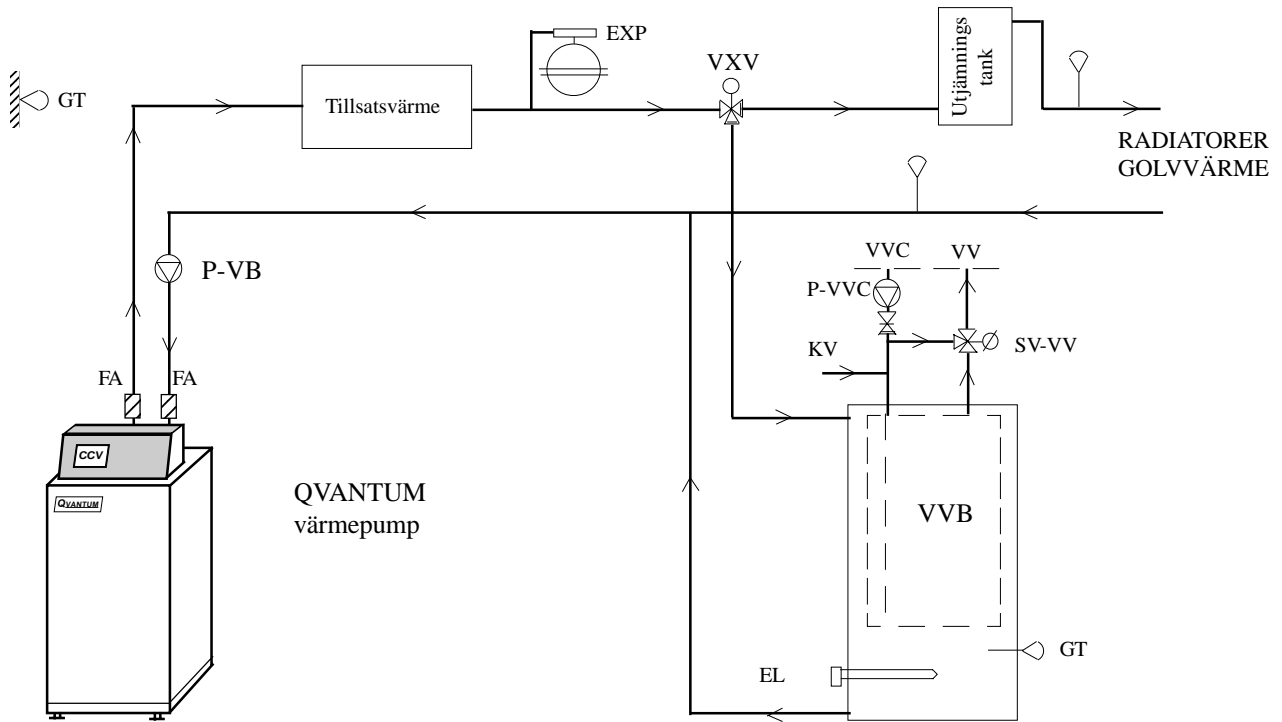 EXP
VXV
Utjämnings
tank
GT
Tillsatsvärme
RADIATORER
GOLVVÄRME
VVC
VV
P-VB
P-VVC
SV-VV
KV
FA
FA
CCV
QVANTUM
QVANTUM
värmepump
VVB
GT
EL